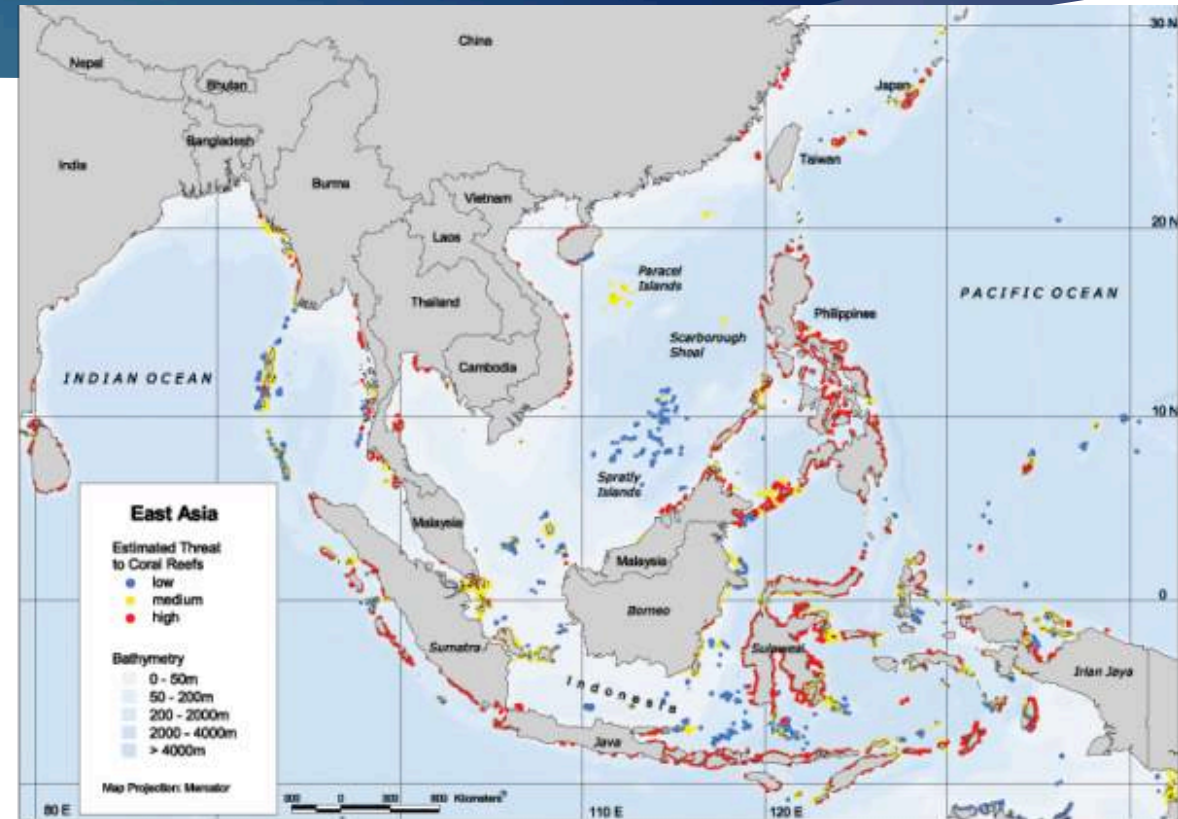 China
30 N
Nepal
Bhutan
Japan
Bangladesh
India
Taiwan
Burma
Vietnam
20 N
Laos
Paracel
Islands
PACIFIC OCEAN
Thailand
Philippines
Scarborough
Shoal
Cambodia
INDIAN OCEAN
10 N
Spratly
Islands
East Asia
Estimated Threat
to Coral Reefs
low
medium
high
Bathymetry
0 - 50m
50 - 200m
200 - 2000m
2000 - 4000m
> 4000m
Map Projection: Mercator
Malaysia
Malaysia
0
Borneo
Sumatra
Sulawesi
Irian Jaya
Indonesia
Java
0
Kilometers
80 E
110 E
120 E